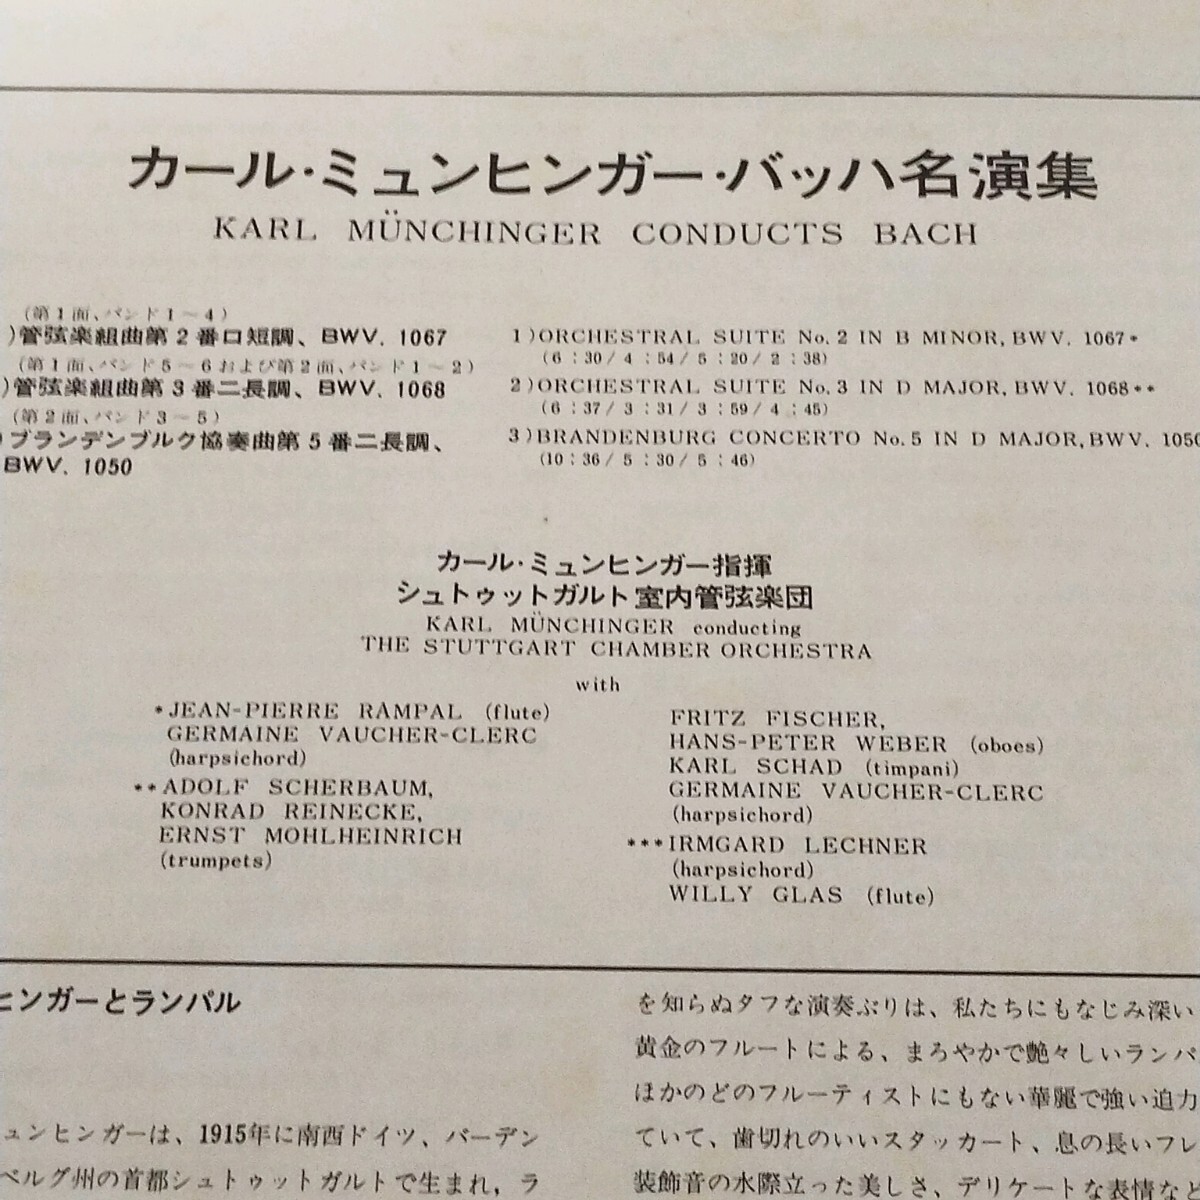 カール・ミュンヒンガー・バッハ名演集
KARL MÜNCHINGER CONDUCTS BACH
(第1面、バンド1～4)
)管弦楽組曲第2番ロ短調、BWV. 1067
(第1面、バンド5～6および第2面、バンド1～2)
)管弦楽組曲第3番ニ長調、BWV. 1068
(第2面、バンド3～5)
)ブランデンブルク協奏曲第5番ニ長調、
BWV. 1050
1)ORCHESTRAL SUITE No. 2 IN B MINOR, BWV. 1067*
(6：30/4：54/5：20/2：38)
2)ORCHESTRAL SUITE No. 3 IN D MAJOR, BWV. 1068**
(6：37/3：31/3：59/4：45)
3)BRANDENBURG CONCERTO No. 5 IN D MAJOR, BWV. 1050
(10：36/5：30/5：46)
カール・ミュンヒンガー指揮
シュトゥットガルト室内管弦楽団
KARL MÜNCHINGER conducting
THE STUTTGART CHAMBER ORCHESTRA
with
*JEAN-PIERRE RAMPAL (flute)
GERMAINE VAUCHER-CLERC
(harpsichord)
**ADOLF SCHERBAUM,
KONRAD REINECKE,
ERNST MOHLHEINRICH
(trumpets)
FRITZ FISCHER,
HANS-PETER WEBER (oboes)
KARL SCHAD (timpani)
GERMAINE VAUCHER-CLERC
(harpsichord)
***IRMGARD LECHNER
(harpsichord)
WILLY GLAS (flute)
ヒンガーとランパル
ュンヒンガーは、1915年に南西ドイツ、バーデン
ベルグ州の首都シュトゥットガルトで生まれ，ラ
を知らぬタフな演奏ぶりは、私たちにもなじみ深い
黄金のフルートによる、まろやかで艶々しいランパ
ほかのどのフルーティストにもない華麗で強い迫力
ていて、歯切れのいいスタッカート、息の長いフレ
装飾音の水際立った美しさ、デリケートな表情など